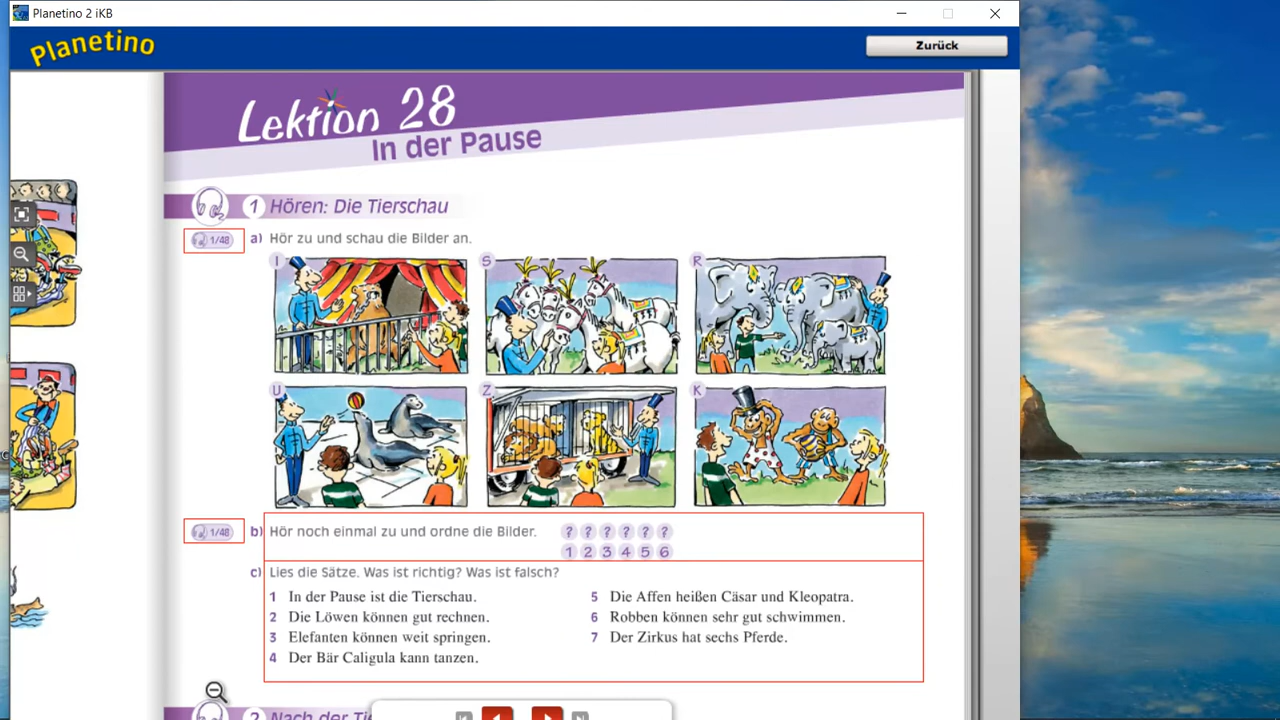 Planetino 2 iKB
Planetino
Zurück
Lektion 28
In der Pause
1 Hören: Die Tierschau
1/48 a) Hör zu und schau die Bilder an.
I S R
U Z K
1/48 b) Hör noch einmal zu und ordne die Bilder. ? ? ? ? ? ?
1 2 3 4 5 6
c) Lies die Sätze. Was ist richtig? Was ist falsch?
1 In der Pause ist die Tierschau.
2 Die Löwen können gut rechnen.
3 Elefanten können weit springen.
4 Der Bär Caligula kann tanzen.
5 Die Affen heißen Cäsar und Kleopatra.
6 Robben können sehr gut schwimmen.
7 Der Zirkus hat sechs Pferde.
2 Nach der